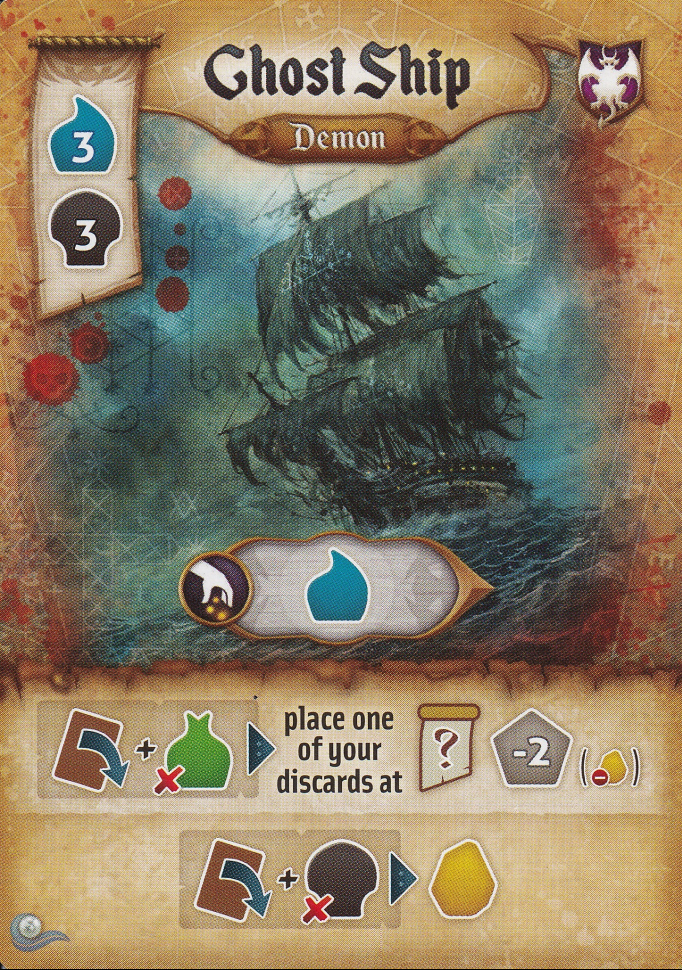 Ghost Ship
Demon
3
3
+
place one
of your
discards at
?
-2
(
)
+